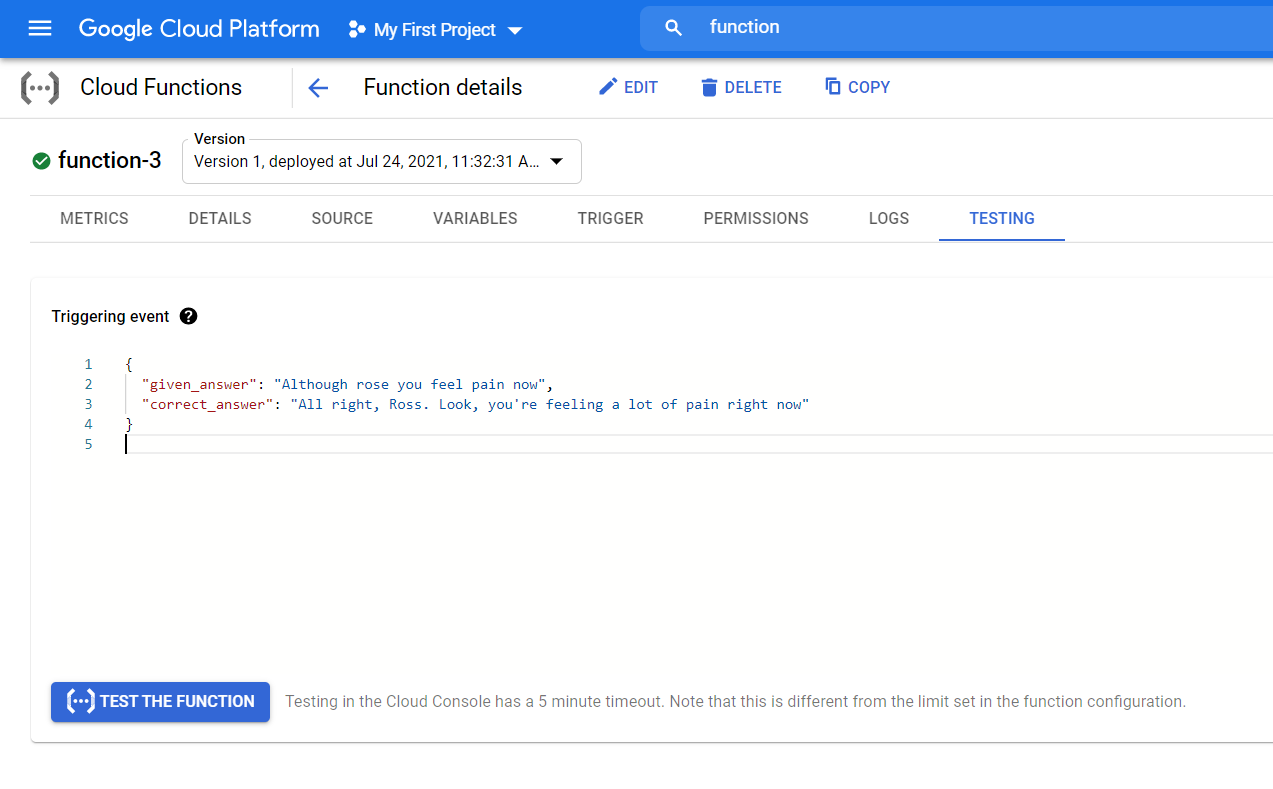 Google Cloud Platform My First Project function
Cloud Functions Function details EDIT DELETE COPY
Version
function-3 Version 1, deployed at Jul 24, 2021, 11:32:31 A...
METRICS DETAILS SOURCE VARIABLES TRIGGER PERMISSIONS LOGS TESTING
Triggering event ?
1 {
2 "given_answer": "Although rose you feel pain now",
3 "correct_answer": "All right, Ross. Look, you're feeling a lot of pain right now"
4 }
5
TEST THE FUNCTION Testing in the Cloud Console has a 5 minute timeout. Note that this is different from the limit set in the function configuration.